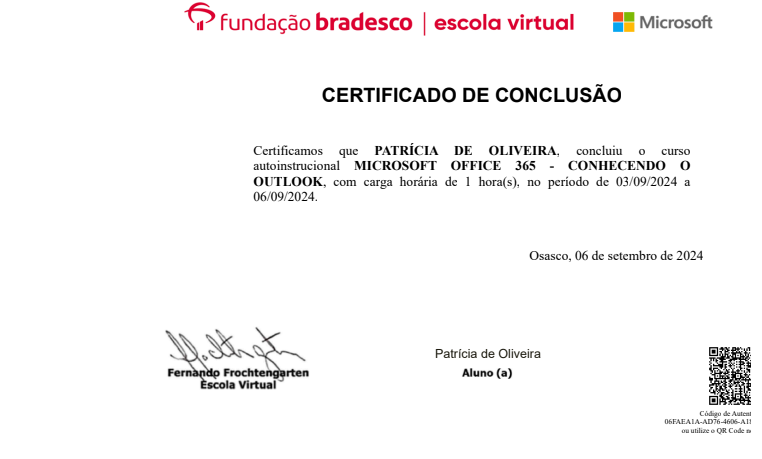 fundação bradesco | escola virtual
Microsoft
CERTIFICADO DE CONCLUSÃO
Certificamos que PATRÍCIA DE OLIVEIRA, concluiu o curso
autoinstrucional MICROSOFT OFFICE 365 - CONHECENDO O
OUTLOOK, com carga horária de 1 hora(s), no período de 03/09/2024 a
06/09/2024.
Osasco, 06 de setembro de 2024
Fernando Frochtengarten
Escola Virtual
Patrícia de Oliveira
Aluno (a)
Código de Autent
06FAEA1A-AD76-4606-A1
ou utilize o QR Code